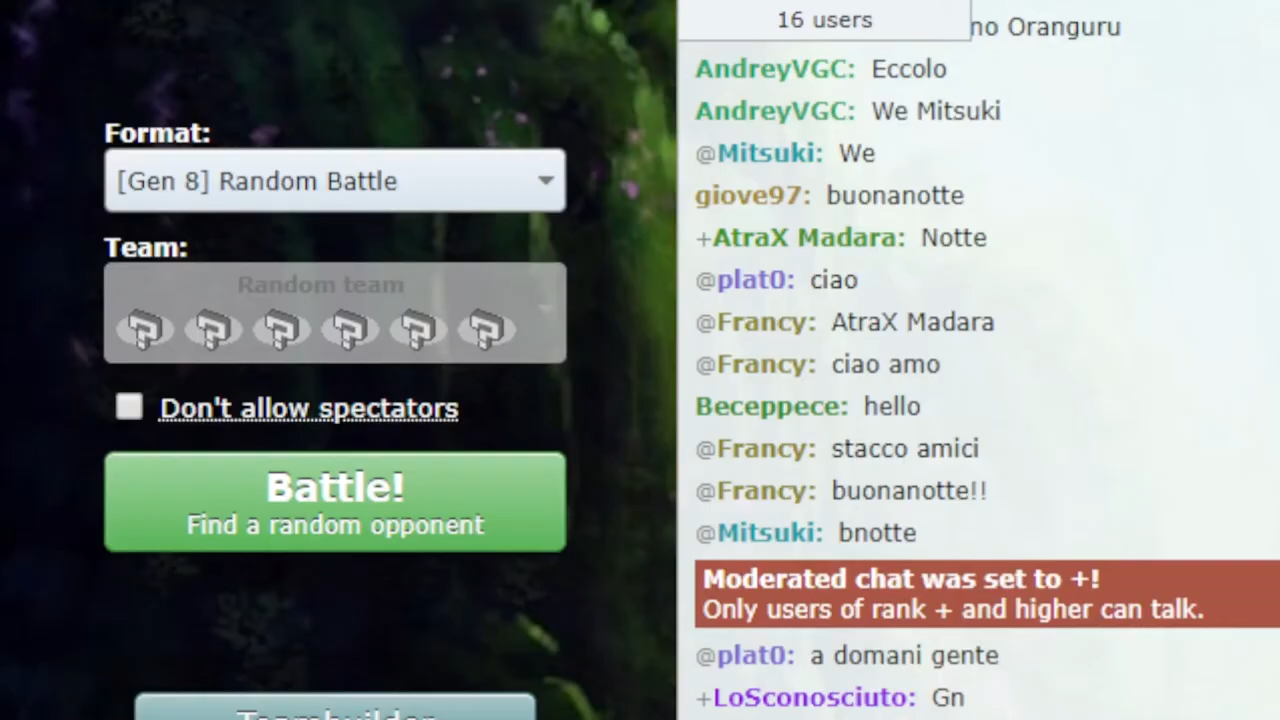 Format:
[Gen 8] Random Battle
Team:
Random team
Don't allow spectators
Battle!
Find a random opponent
Teambuilder
16 users
no Oranguru
AndreyVGC: Eccolo
AndreyVGC: We Mitsuki
@Mitsuki: We
giove97: buonanotte
+AtraX Madara: Notte
@plat0: ciao
@Francy: AtraX Madara
@Francy: ciao amo
Beceppece: hello
@Francy: stacco amici
@Francy: buonanotte!!
@Mitsuki: bnotte
Moderated chat was set to +!
Only users of rank + and higher can talk.
@plat0: a domani gente
+LoSconosciuto: Gn